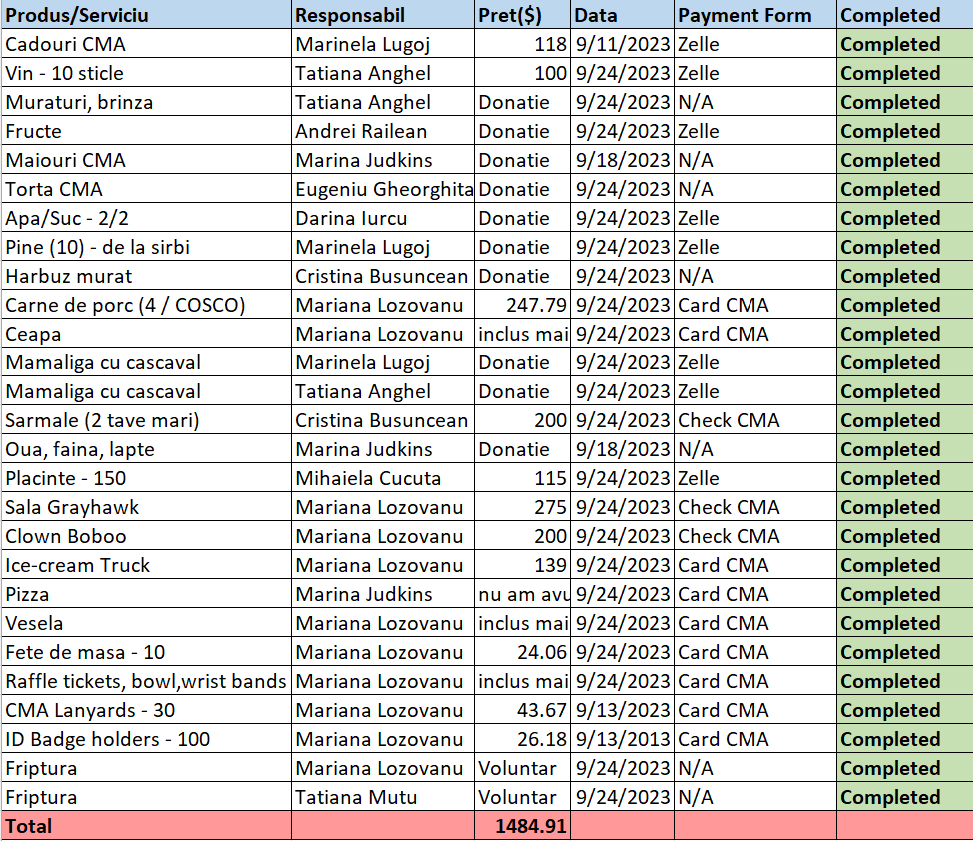 Produs/Serviciu Responsabil Pret($) Data Payment Form Completed
Cadouri CMA Marinela Lugoj 118 9/11/2023 Zelle Completed
Vin - 10 sticle Tatiana Anghel 100 9/24/2023 Zelle Completed
Muraturi, brinza Tatiana Anghel Donatie 9/24/2023 N/A Completed
Fructe Andrei Railean Donatie 9/24/2023 Zelle Completed
Maiouri CMA Marina Judkins Donatie 9/18/2023 N/A Completed
Torta CMA Eugeniu Gheorghita Donatie 9/24/2023 N/A Completed
Apa/Suc - 2/2 Darina Iurcu Donatie 9/24/2023 Zelle Completed
Pine (10) - de la sirbi Marinela Lugoj Donatie 9/24/2023 Zelle Completed
Harbuz murat Cristina Busuncean Donatie 9/24/2023 N/A Completed
Carne de porc (4 / COSCO) Mariana Lozovanu 247.79 9/24/2023 Card CMA Completed
Ceapa Mariana Lozovanu inclus mai 9/24/2023 Card CMA Completed
Mamaliga cu cascaval Marinela Lugoj Donatie 9/24/2023 Zelle Completed
Mamaliga cu cascaval Tatiana Anghel Donatie 9/24/2023 Zelle Completed
Sarmale (2 tave mari) Cristina Busuncean 200 9/24/2023 Check CMA Completed
Oua, faina, lapte Marina Judkins Donatie 9/18/2023 N/A Completed
Placinte - 150 Mihaiela Cucuta 115 9/24/2023 Zelle Completed
Sala Grayhawk Mariana Lozovanu 275 9/24/2023 Check CMA Completed
Clown Boboo Mariana Lozovanu 200 9/24/2023 Check CMA Completed
Ice-cream Truck Mariana Lozovanu 139 9/24/2023 Card CMA Completed
Pizza Marina Judkins nu am avu 9/24/2023 Card CMA Completed
Vesela Mariana Lozovanu inclus mai 9/24/2023 Card CMA Completed
Fete de masa - 10 Mariana Lozovanu 24.06 9/24/2023 Card CMA Completed
Raffle tickets, bowl,wrist bands Mariana Lozovanu inclus mai 9/24/2023 Card CMA Completed
CMA Lanyards - 30 Mariana Lozovanu 43.67 9/13/2023 Card CMA Completed
ID Badge holders - 100 Mariana Lozovanu 26.18 9/13/2013 Card CMA Completed
Friptura Mariana Lozovanu Voluntar 9/24/2023 N/A Completed
Friptura Tatiana Mutu Voluntar 9/24/2023 N/A Completed
Total 1484.91